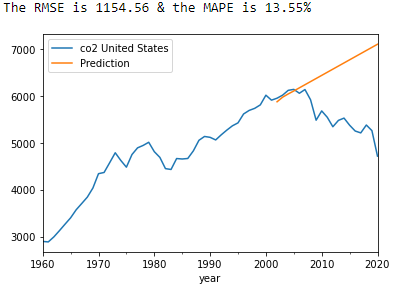 The RMSE is 1154.56 & the MAPE is 13.55%
co2 United States
Prediction
7000
6000
5000
4000
3000
1960 1970 1980 1990 2000 2010 2020
year